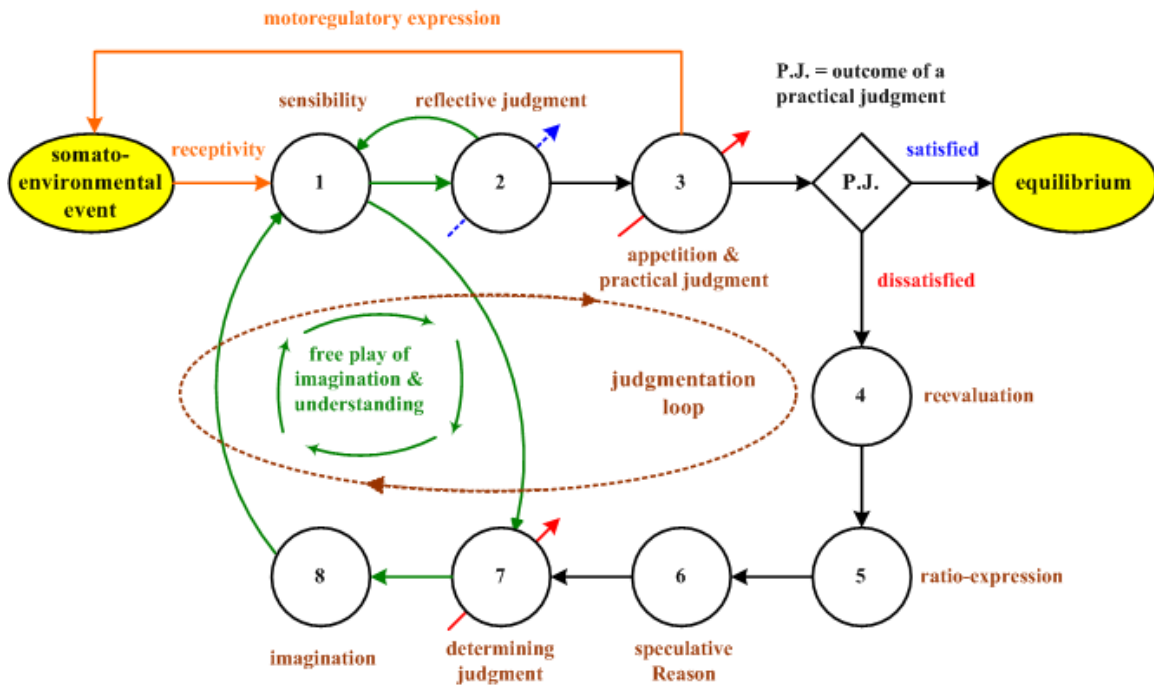 motoregulatory expression
P.J. = outcome of a
practical judgment
sensibility
reflective judgment
somato-
environmental
event
receptivity
1
2
3
P.J.
satisfied
equilibrium
appetition &
practical judgment
dissatisfied
free play of
imagination &
understanding
judgmentation
loop
4
reevaluation
8
7
6
5
ratio-expression
imagination
determining
judgment
speculative
Reason